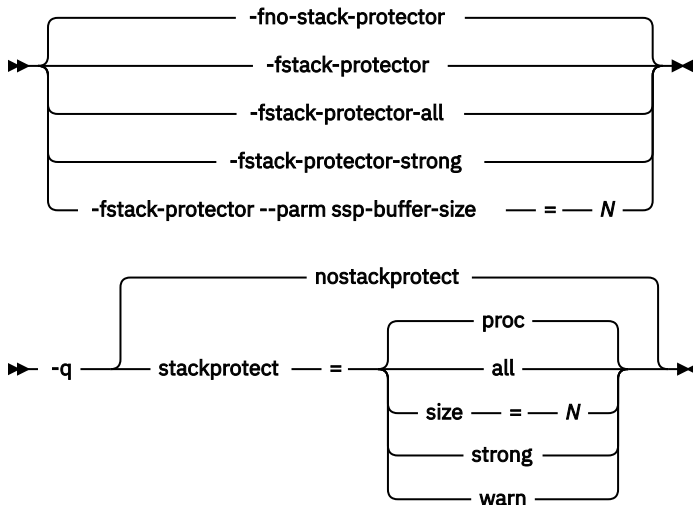 -fno-stack-protector
-fstack-protector
-fstack-protector-all
-fstack-protector-strong
-fstack-protector --parm ssp-buffer-size = N
nostackprotect
proc
-q stackprotect = all
size = N
strong
warn